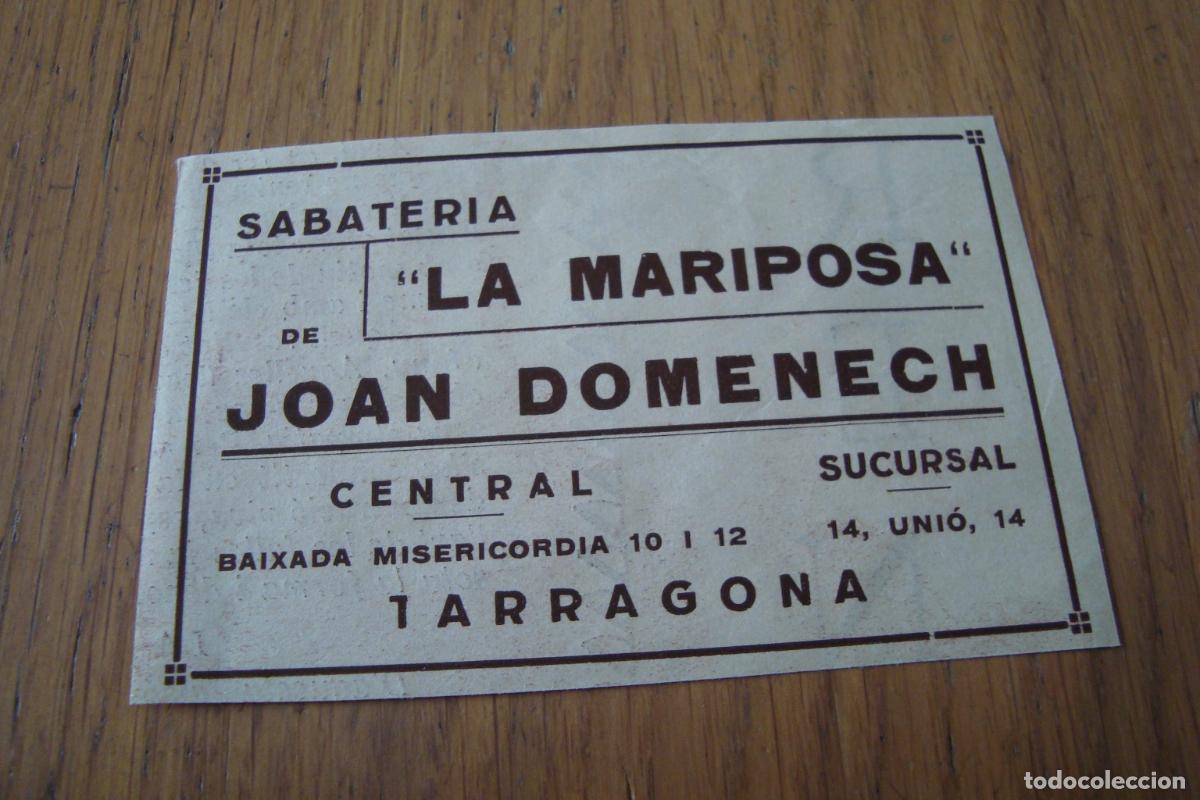 SABATERIA
"LA MARIPOSA"
DE
JOAN DOMENECH
CENTRAL
BAIXADA MISERICORDIA 10 I 12
SUCURSAL
14, UNIÓ, 14
TARRAGONA
todocoleccion